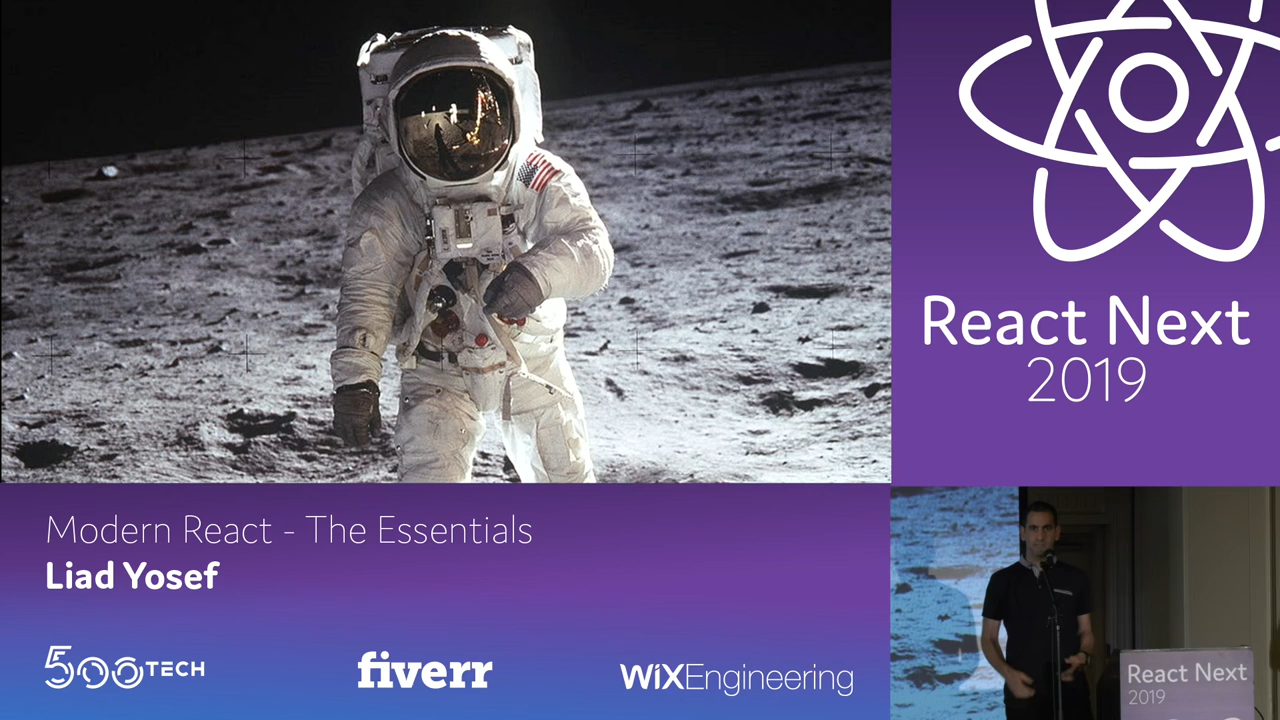 React Next
2019
Modern React - The Essentials
Liad Yosef
500TECH
fiverr
WiXEngineering
React Next
2019